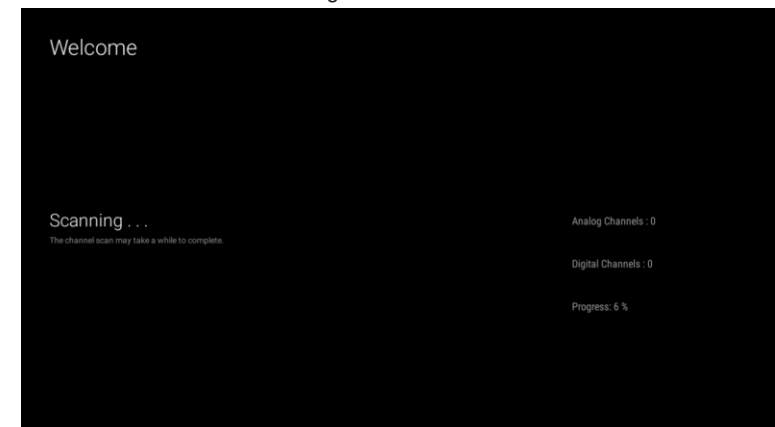 Welcome
Scanning . . .
The channel scan may take a while to complete.
Analog Channels : 0
Digital Channels : 0
Progress: 6 %